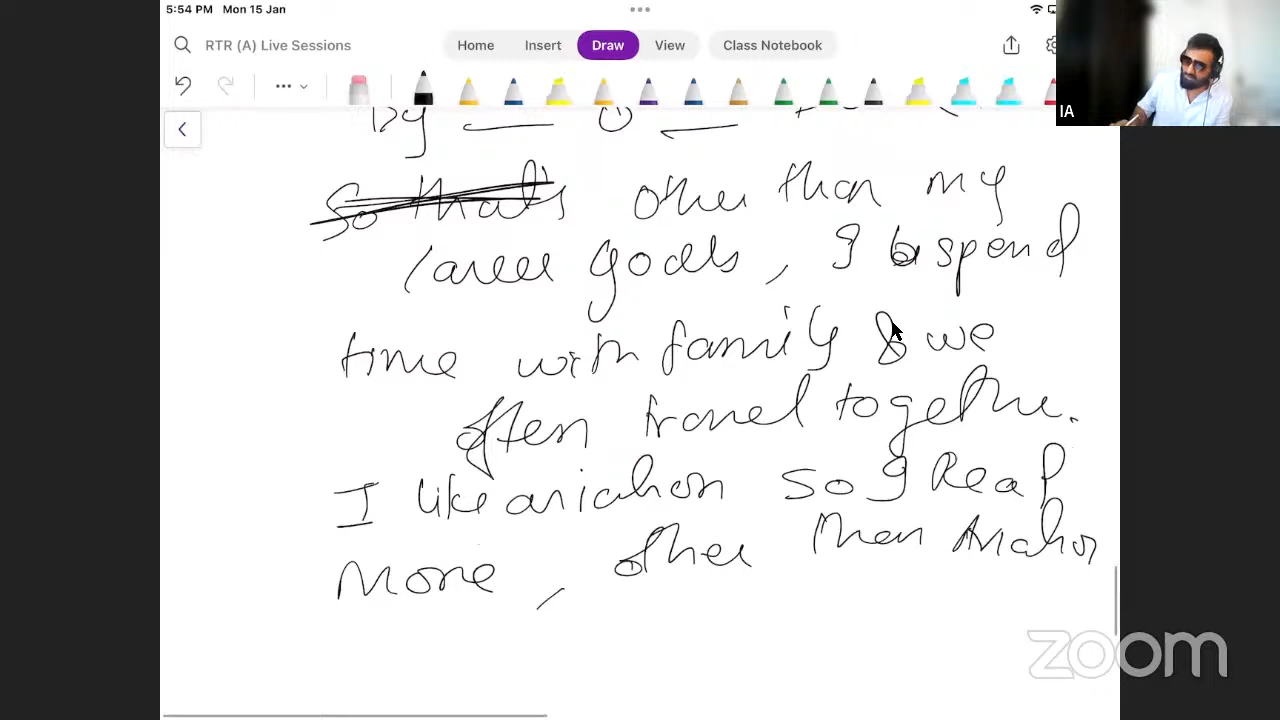 5:54 PM Mon 15 Jan
RTR (A) Live Sessions
Home Insert Draw View Class Notebook
IA
by
So that's other than my
career goals, I spend
time with family & we
often travel together.
I like aviation so I Read
More, other than Aviation
zoom